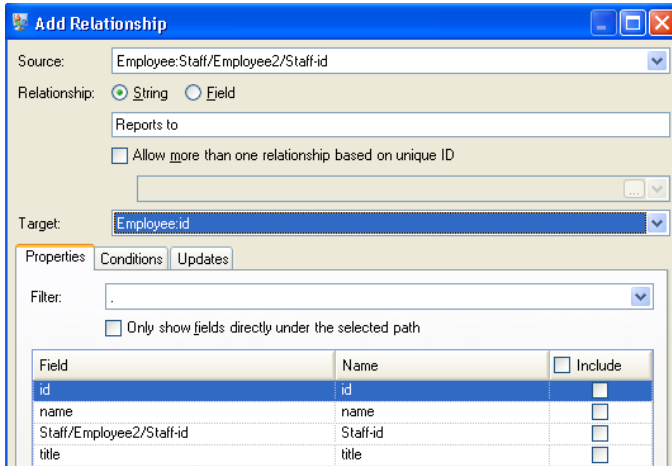 Add Relationship
Source: Employee:Staff/Employee2/Staff-id
Relationship: String Field
Reports to
Allow more than one relationship based on unique ID
...
Target: Employee:id
Properties Conditions Updates
Filter: .
Only show fields directly under the selected path
Field Name Include
id id
name name
Staff/Employee2/Staff-id Staff-id
title title